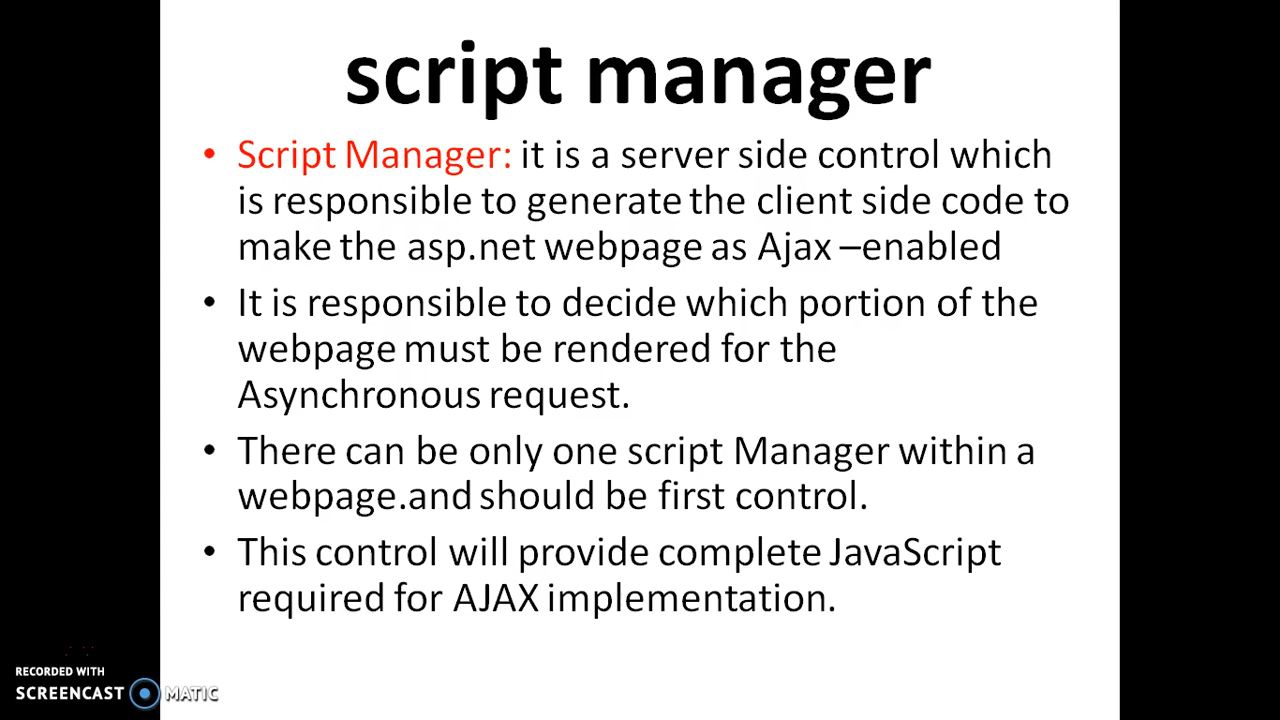 script manager
• Script Manager: it is a server side control which
is responsible to generate the client side code to
make the asp.net webpage as Ajax –enabled
• It is responsible to decide which portion of the
webpage must be rendered for the
Asynchronous request.
• There can be only one script Manager within a
webpage.and should be first control.
• This control will provide complete JavaScript
required for AJAX implementation.
RECORDED WITH
SCREENCAST MATIC